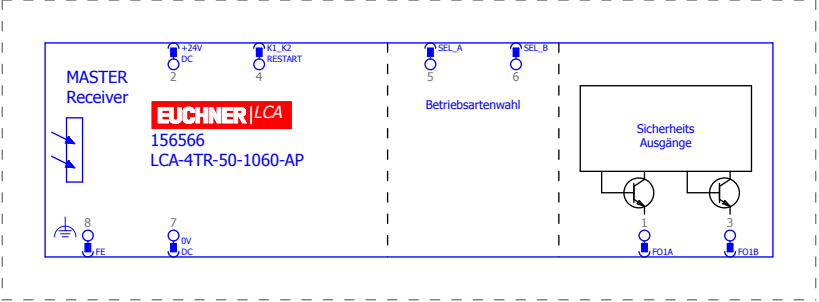 +24V
DC
2
K1_K2
RESTART
4
SEL_A
5
SEL_B
6
MASTER
Receiver
EUCHNER LCA
156566
LCA-4TR-50-1060-AP
Betriebsartenwahl
Sicherheits
Ausgänge
8
FE
7
0V
DC
1
FO1A
3
FO1B